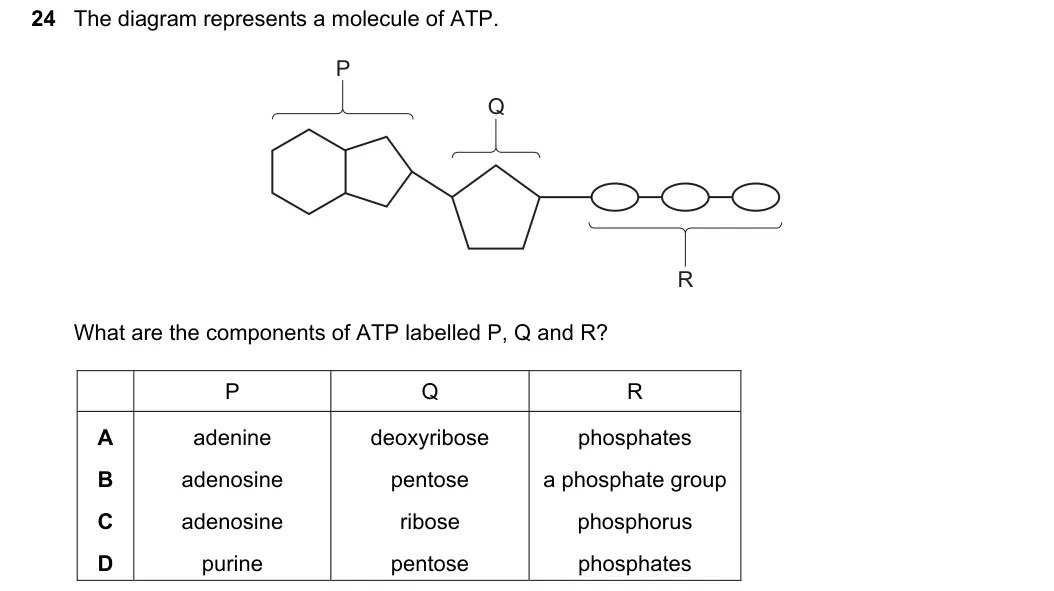 24 The diagram represents a molecule of ATP.
P
Q
R
What are the components of ATP labelled P, Q and R?
P Q R
A adenine deoxyribose phosphates
B adenosine pentose a phosphate group
C adenosine ribose phosphorus
D purine pentose phosphates